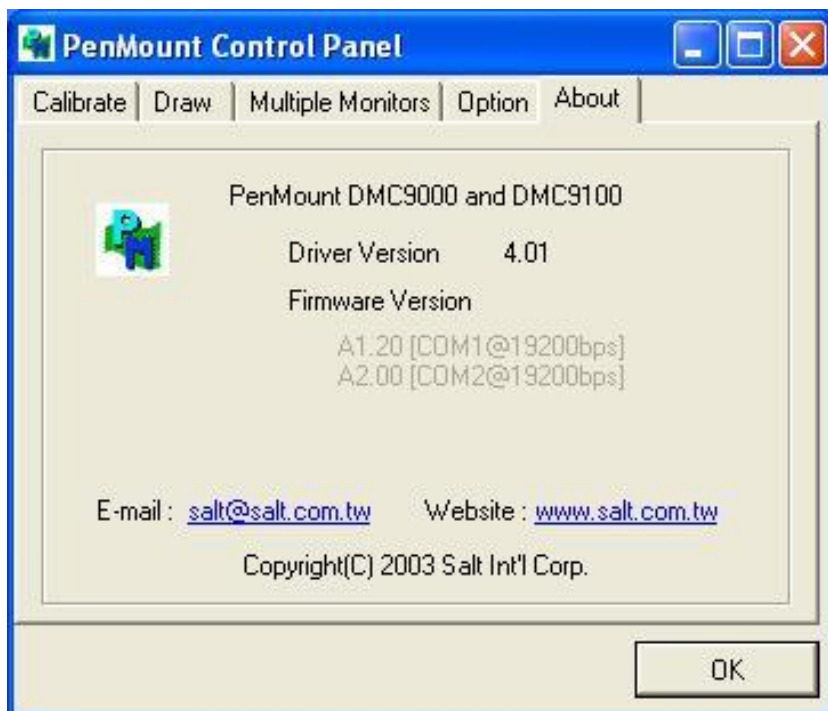 PenMount Control Panel
Calibrate Draw Multiple Monitors Option About
PM
PenMount DMC9000 and DMC9100
Driver Version 4.01
Firmware Version
A1.20 [COM1@19200bps]
A2.00 [COM2@19200bps]
E-mail : salt@salt.com.tw Website : www.salt.com.tw
Copyright(C) 2003 Salt Int'l Corp.
OK